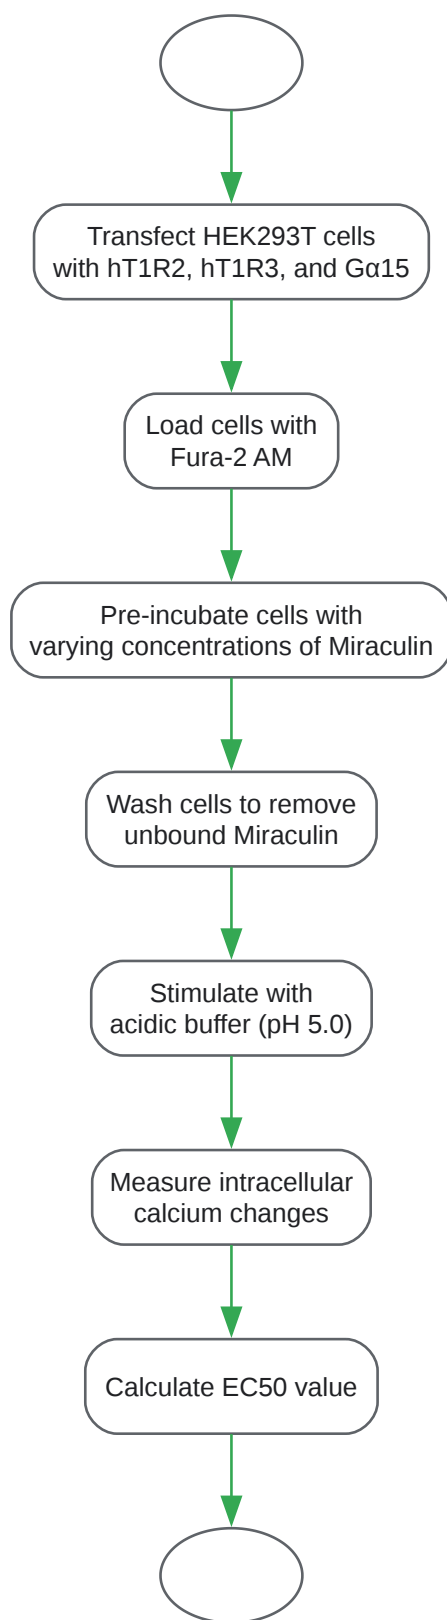 Transfect HEK293T cells
with hT1R2, hT1R3, and Gα15
Load cells with
Fura-2 AM
Pre-incubate cells with
varying concentrations of Miraculin
Wash cells to remove
unbound Miraculin
Stimulate with
acidic buffer (pH 5.0)
Measure intracellular
calcium changes
Calculate EC50 value